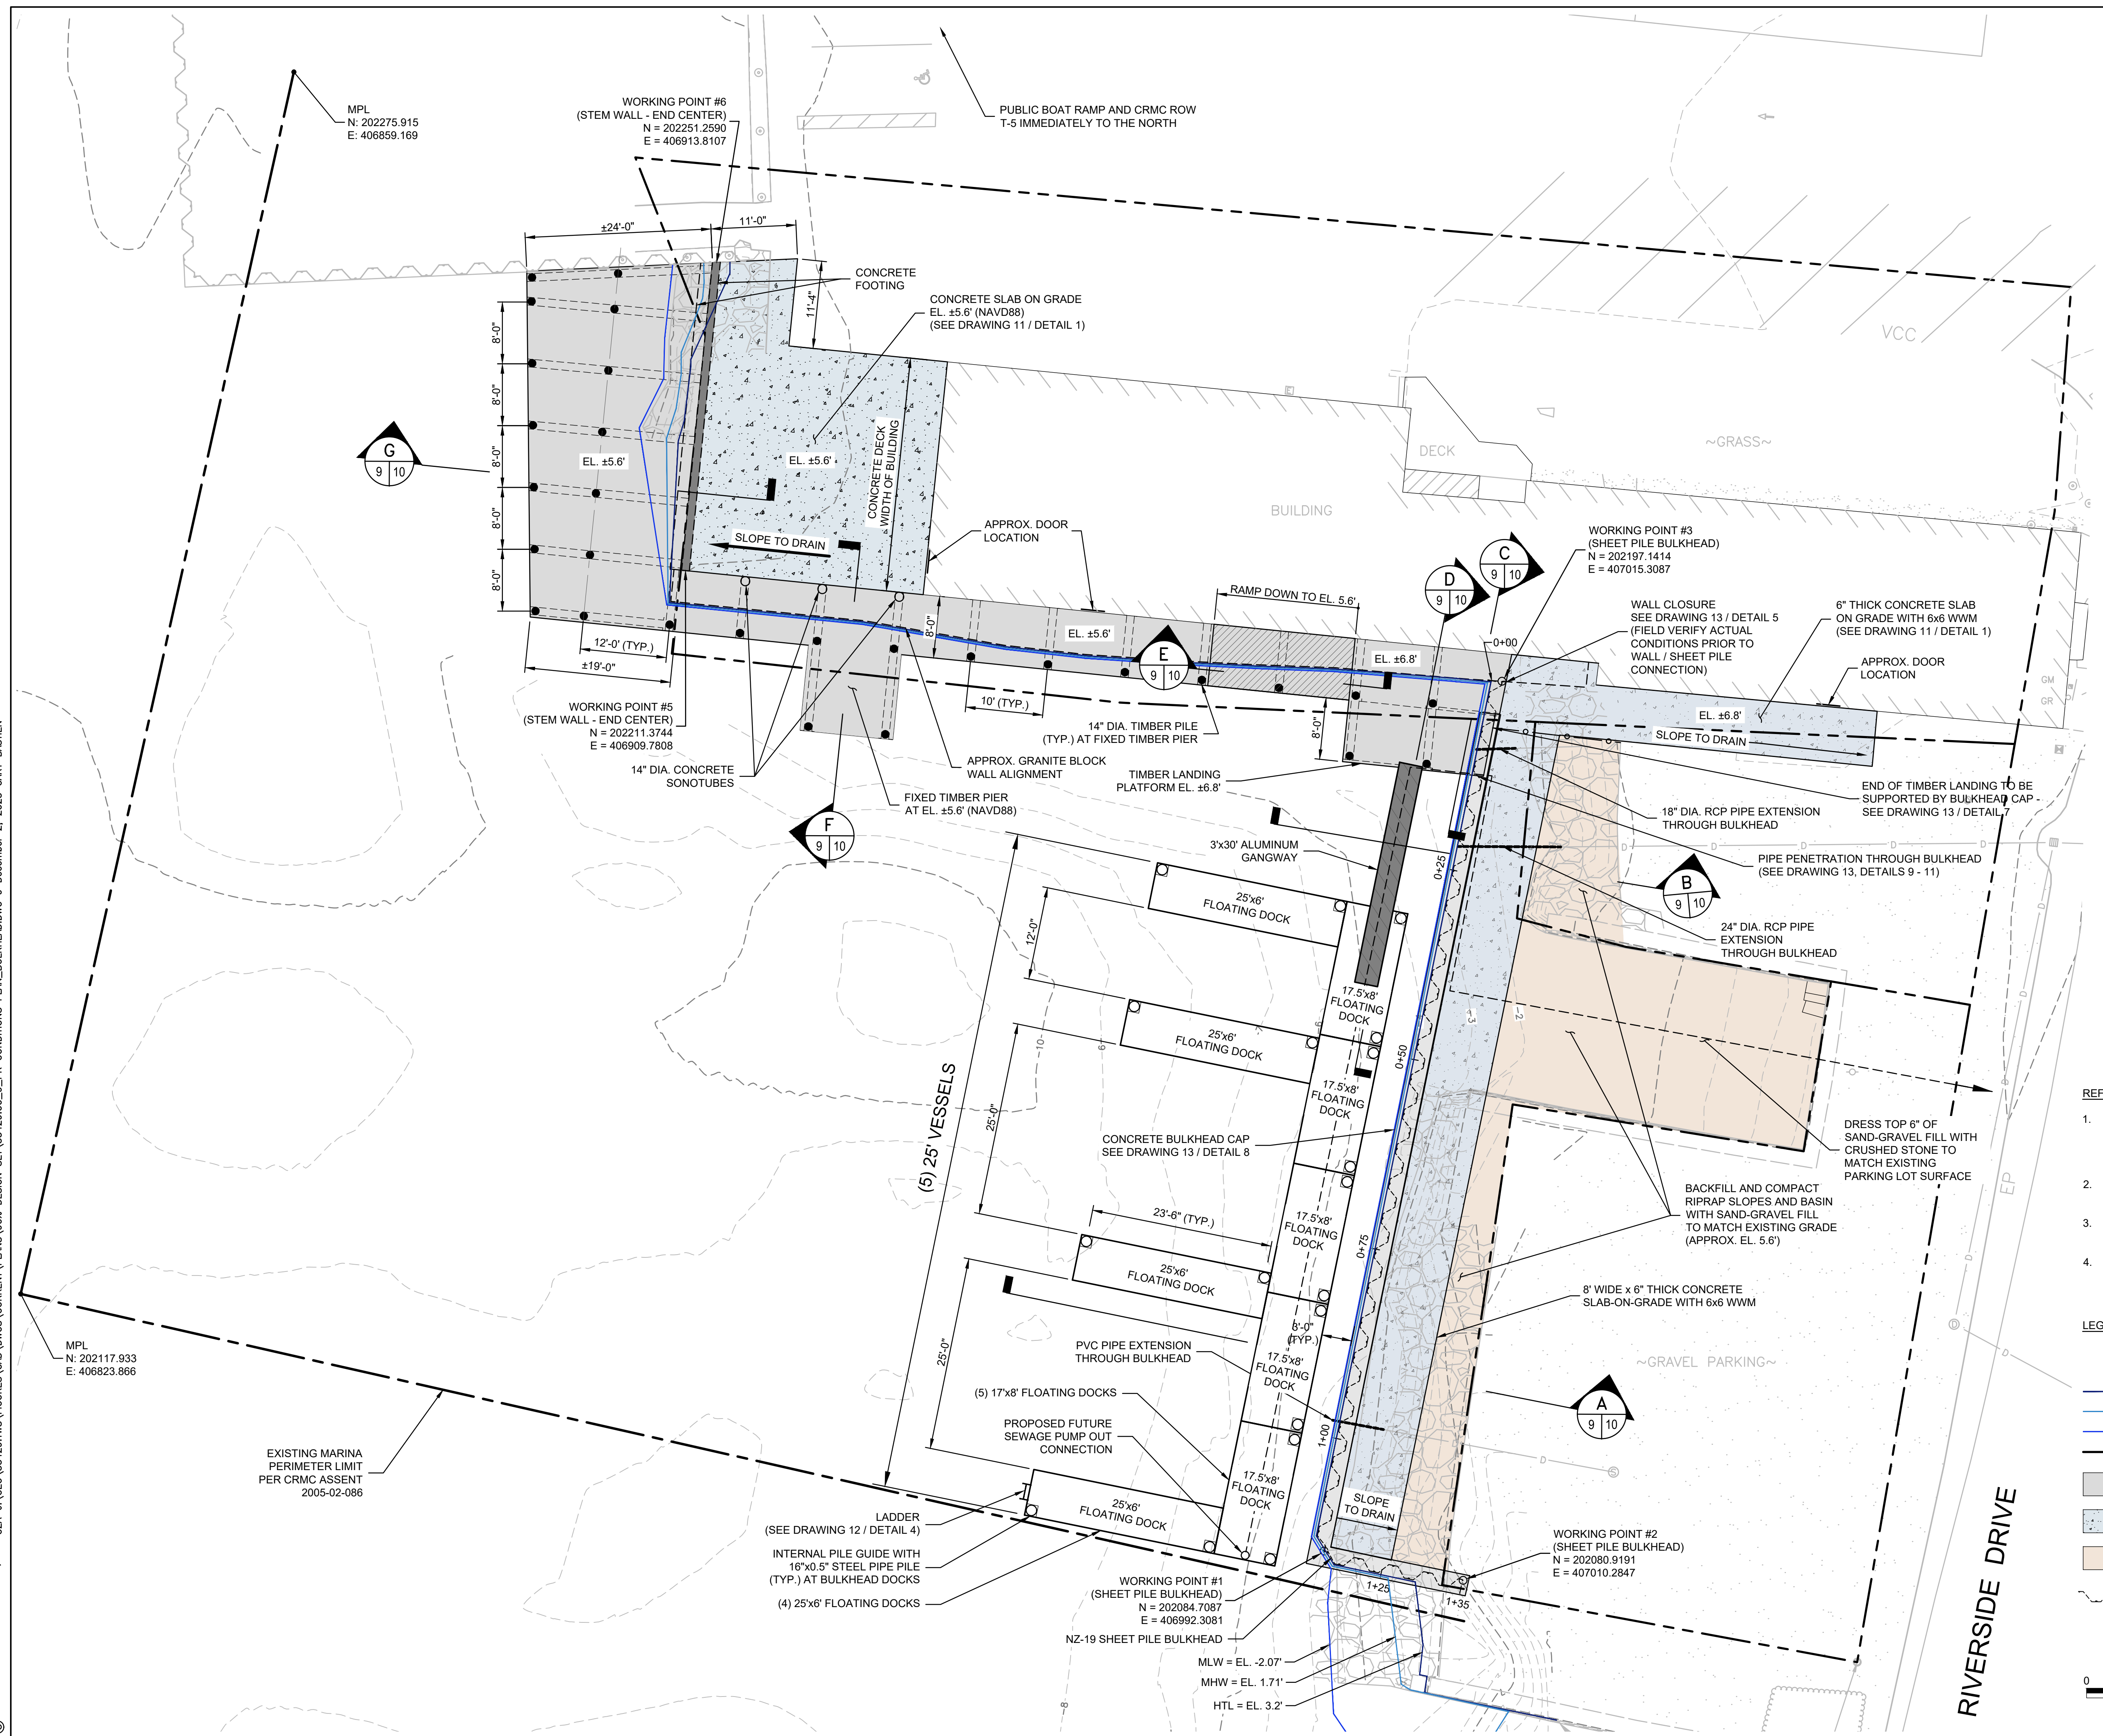 MPL
N: 202275.915
E: 406859.169
WORKING POINT #6
(STEM WALL - END CENTER)
N = 202251.2590
E = 406913.8107
PUBLIC BOAT RAMP AND CRMC ROW
T-5 IMMEDIATELY TO THE NORTH
±24'-0"
11'-0"
11'-4"
CONCRETE
FOOTING
CONCRETE SLAB ON GRADE
EL. ±5.6' (NAVD88)
(SEE DRAWING 11 / DETAIL 1)
VCC
8'-0"
8'-0"
8'-0"
8'-0"
8'-0"
G
9 10
EL. ±5.6'
EL. ±5.6'
CONCRETE DECK
WIDTH OF BUILDING
SLOPE TO DRAIN
E
DECK
~GRASS~
BUILDING
APPROX. DOOR
LOCATION
WORKING POINT #3
(SHEET PILE BULKHEAD)
N = 202197.1414
E = 407015.3087
C
9 10
D
9 10
RAMP DOWN TO EL. 5.6'
WALL CLOSURE
SEE DRAWING 13 / DETAIL 5
(FIELD VERIFY ACTUAL
CONDITIONS PRIOR TO
WALL / SHEET PILE
CONNECTION)
6" THICK CONCRETE SLAB
ON GRADE WITH 6x6 WWM
(SEE DRAWING 11 / DETAIL 1)
APPROX. DOOR
LOCATION
GM
GR
12'-0' (TYP.)
±19'-0"
8'-0"
EL. ±5.6'
E
9 10
EL. ±6.8'
0+00
EL. ±6.8'
SLOPE TO DRAIN
WORKING POINT #5
(STEM WALL - END CENTER)
N = 202211.3744
E = 406909.7808
10' (TYP.)
14" DIA. TIMBER PILE
(TYP.) AT FIXED TIMBER PIER
8'-0"
14" DIA. CONCRETE
SONOTUBES
APPROX. GRANITE BLOCK
WALL ALIGNMENT
TIMBER LANDING
PLATFORM EL. ±6.8'
FIXED TIMBER PIER
AT EL. ±5.6' (NAVD88)
F
9 10
END OF TIMBER LANDING TO BE
SUPPORTED BY BULKHEAD CAP -
SEE DRAWING 13 / DETAIL 7
18" DIA. RCP PIPE EXTENSION
THROUGH BULKHEAD
3'x30' ALUMINUM
GANGWAY
0+25
PIPE PENETRATION THROUGH BULKHEAD
(SEE DRAWING 13, DETAILS 9 - 11)
B
9 10
25'x6'
FLOATING DOCK
12'-0"
24" DIA. RCP PIPE
EXTENSION
THROUGH BULKHEAD
17.5'x8'
FLOATING
DOCK
25'x6'
FLOATING DOCK
-10-
6
7
6
6
-3
-2
0+50
25'-0"
(5) 25' VESSELS
17.5'x8'
FLOATING
DOCK
CONCRETE BULKHEAD CAP
SEE DRAWING 13 / DETAIL 8
DRESS TOP 6" OF
SAND-GRAVEL FILL WITH
CRUSHED STONE TO
MATCH EXISTING
PARKING LOT SURFACE
REF
1.
2.
3.
4.
BACKFILL AND COMPACT
RIPRAP SLOPES AND BASIN
WITH SAND-GRAVEL FILL
TO MATCH EXISTING GRADE
(APPROX. EL. 5.6')
EP
23'-6" (TYP.)
17.5'x8'
FLOATING
DOCK
0+75
25'x6'
FLOATING DOCK
8' WIDE x 6" THICK CONCRETE
SLAB-ON-GRADE WITH 6x6 WWM
LEG
MPL
N: 202117.933
E: 406823.866
25'-0"
3'-0"
(TYP.)
PVC PIPE EXTENSION
THROUGH BULKHEAD
17.5'x8'
FLOATING
DOCK
~GRAVEL PARKING~
(5) 17'x8' FLOATING DOCKS
A
9 10
PROPOSED FUTURE
SEWAGE PUMP OUT
CONNECTION
1+00
EXISTING MARINA
PERIMETER LIMIT
PER CRMC ASSENT
2005-02-086
17.5'x8'
FLOATING
DOCK
SLOPE
TO DRAIN
25'x6'
FLOATING DOCK
LADDER
(SEE DRAWING 12 / DETAIL 4)
INTERNAL PILE GUIDE WITH
16"x0.5" STEEL PIPE PILE
(TYP.) AT BULKHEAD DOCKS
(4) 25'x6' FLOATING DOCKS
WORKING POINT #2
(SHEET PILE BULKHEAD)
N = 202080.9191
E = 407010.2847
WORKING POINT #1
(SHEET PILE BULKHEAD)
N = 202084.7087
E = 406992.3081
1+25
1+35
NZ-19 SHEET PILE BULKHEAD
MLW = EL. -2.07'
MHW = EL. 1.71'
HTL = EL. 3.2'
-8
RIVERSIDE DRIVE
0